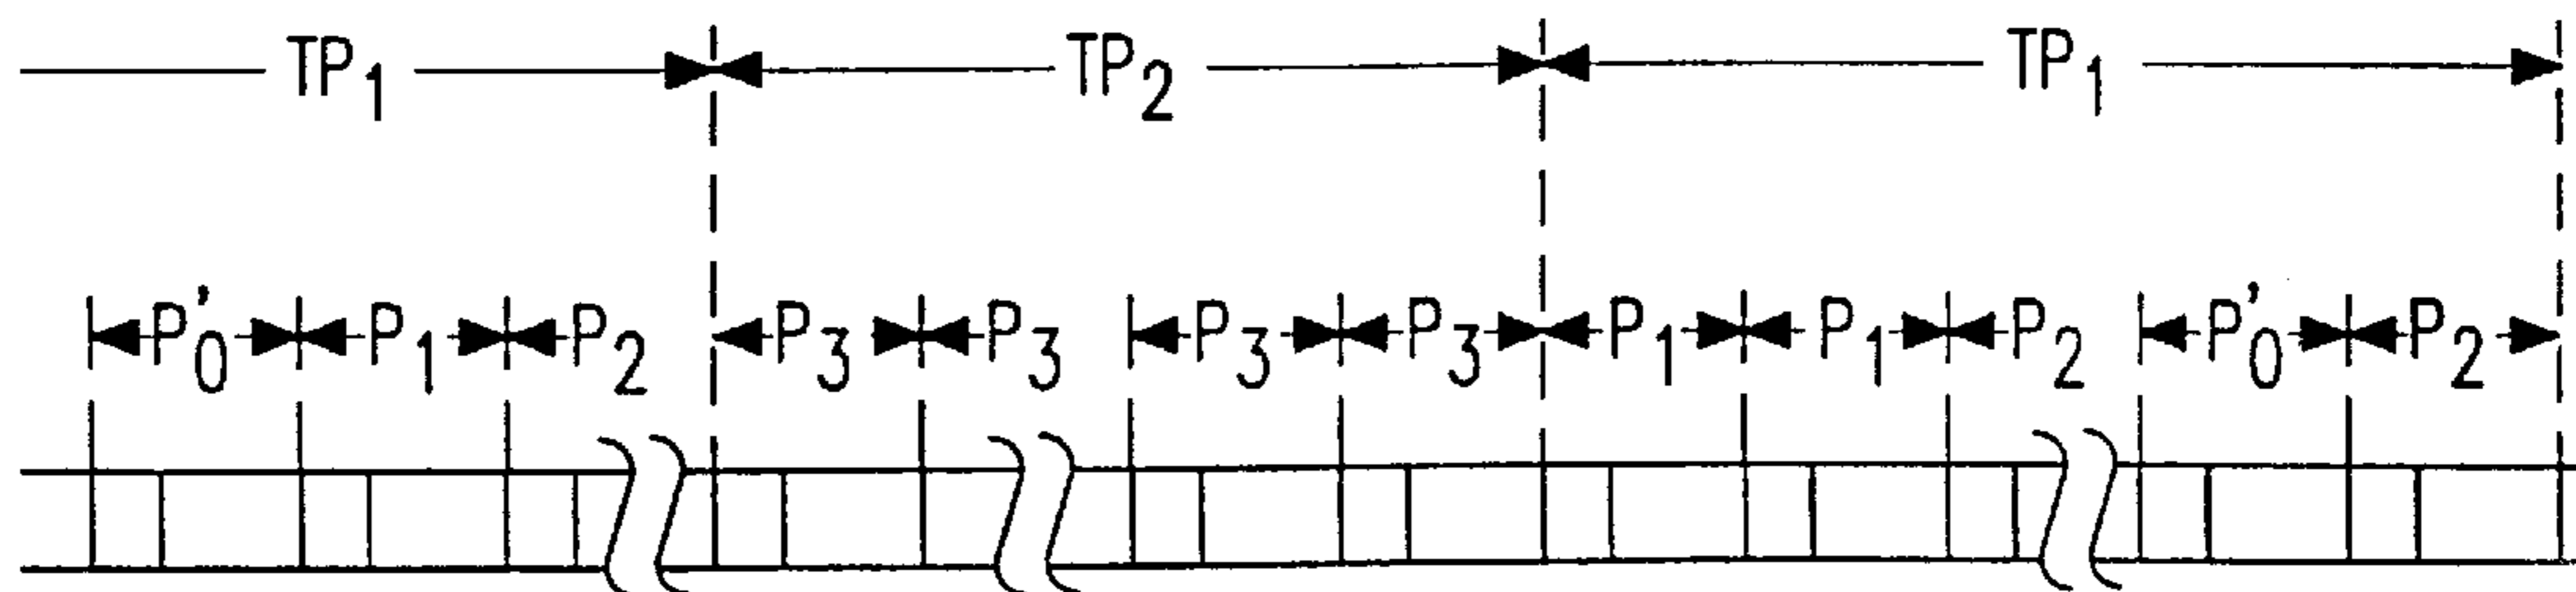 TP₁ TP₂ TP₁
P'₀ P₁ P₂ P₃ P₃ P₃ P₃ P₁ P₁ P₂ P'₀ P₂